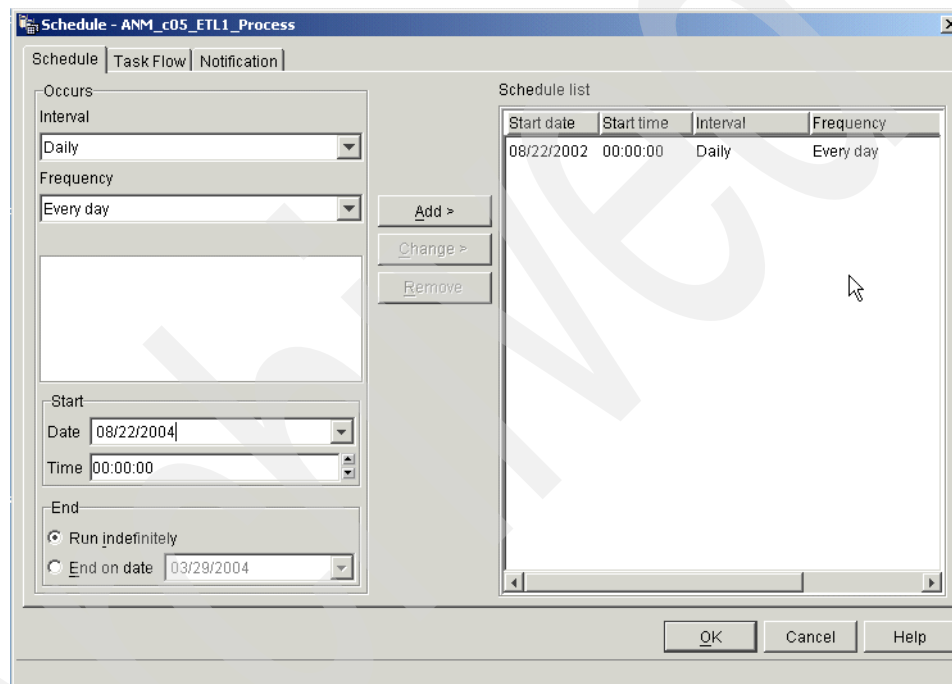 Schedule - ANM_c05_ETL1_Process
Schedule Task Flow Notification
Occurs
Interval
Daily
Frequency
Every day
Start
Date 08/22/2004
Time 00:00:00
End
Run indefinitely
End on date 03/29/2004
Add >
Change >
Remove
Schedule list
Start date Start time Interval Frequency
08/22/2002 00:00:00 Daily Every day
OK Cancel Help